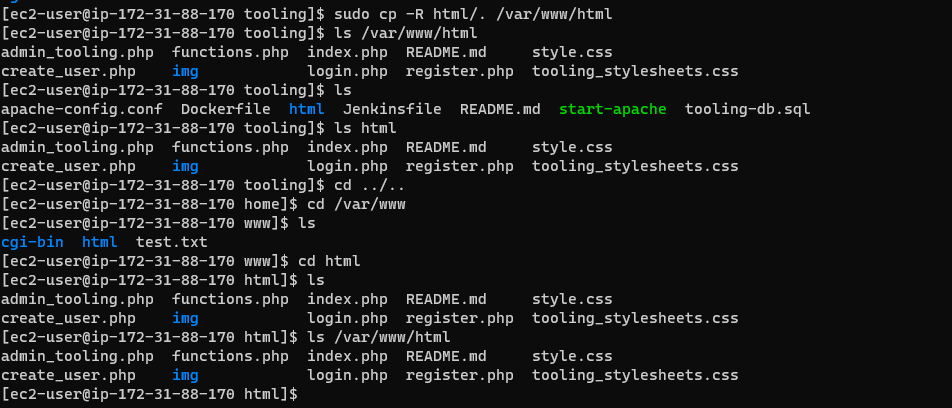 [ec2-user@ip-172-31-88-170 tooling]$ sudo cp -R html/. /var/www/html
[ec2-user@ip-172-31-88-170 tooling]$ ls /var/www/html
admin_tooling.php  functions.php  index.php  README.md     style.css
create_user.php    img            login.php  register.php  tooling_stylesheets.css
[ec2-user@ip-172-31-88-170 tooling]$ ls
apache-config.conf  Dockerfile  html  Jenkinsfile  README.md  start-apache  tooling-db.sql
[ec2-user@ip-172-31-88-170 tooling]$ ls html
admin_tooling.php  functions.php  index.php  README.md     style.css
create_user.php    img            login.php  register.php  tooling_stylesheets.css
[ec2-user@ip-172-31-88-170 tooling]$ cd ../..
[ec2-user@ip-172-31-88-170 home]$ cd /var/www
[ec2-user@ip-172-31-88-170 www]$ ls
cgi-bin  html  test.txt
[ec2-user@ip-172-31-88-170 www]$ cd html
[ec2-user@ip-172-31-88-170 html]$ ls
admin_tooling.php  functions.php  index.php  README.md     style.css
create_user.php    img            login.php  register.php  tooling_stylesheets.css
[ec2-user@ip-172-31-88-170 html]$ ls /var/www/html
admin_tooling.php  functions.php  index.php  README.md     style.css
create_user.php    img            login.php  register.php  tooling_stylesheets.css
[ec2-user@ip-172-31-88-170 html]$